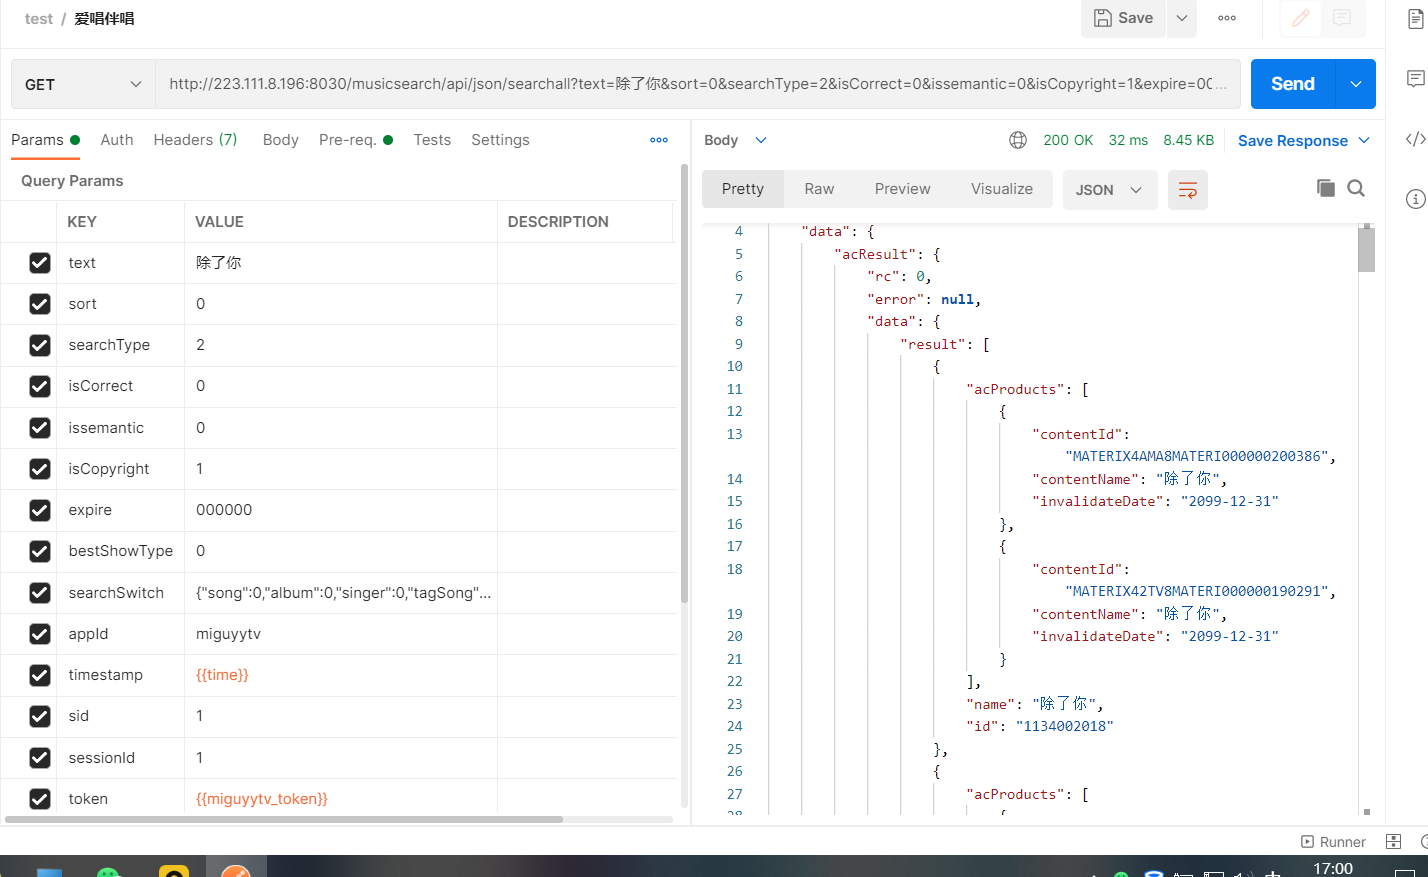 test / 爱唱伴唱
Save
GET
http://223.111.8.196:8030/musicsearch/api/json/searchall?text=除了你&sort=0&searchType=2&isCorrect=0&issemantic=0&isCopyright=1&expire=00...
Send
Params Auth Headers (7) Body Pre-req. Tests Settings
Query Params
KEY VALUE DESCRIPTION
text 除了你
sort 0
searchType 2
isCorrect 0
issemantic 0
isCopyright 1
expire 000000
bestShowType 0
searchSwitch {"song":0,"album":0,"singer":0,"tagSong"...
appId miguyytv
timestamp {{time}}
sid 1
sessionId 1
token {{miguyytv_token}}
Body 200 OK 32 ms 8.45 KB Save Response
Pretty Raw Preview Visualize JSON
4 "data": {
5 "acResult": {
6 "rc": 0,
7 "error": null,
8 "data": {
9 "result": [
10 {
11 "acProducts": [
12 {
13 "contentId":
"MATERIX4AMA8MATERI000000200386",
14 "contentName": "除了你",
15 "invalidateDate": "2099-12-31"
16 },
17 {
18 "contentId":
"MATERIX42TV8MATERI000000190291",
19 "contentName": "除了你",
20 "invalidateDate": "2099-12-31"
21 }
22 ],
23 "name": "除了你",
24 "id": "1134002018"
25 },
26 {
27 "acProducts": [
28 {
Runner
17:00